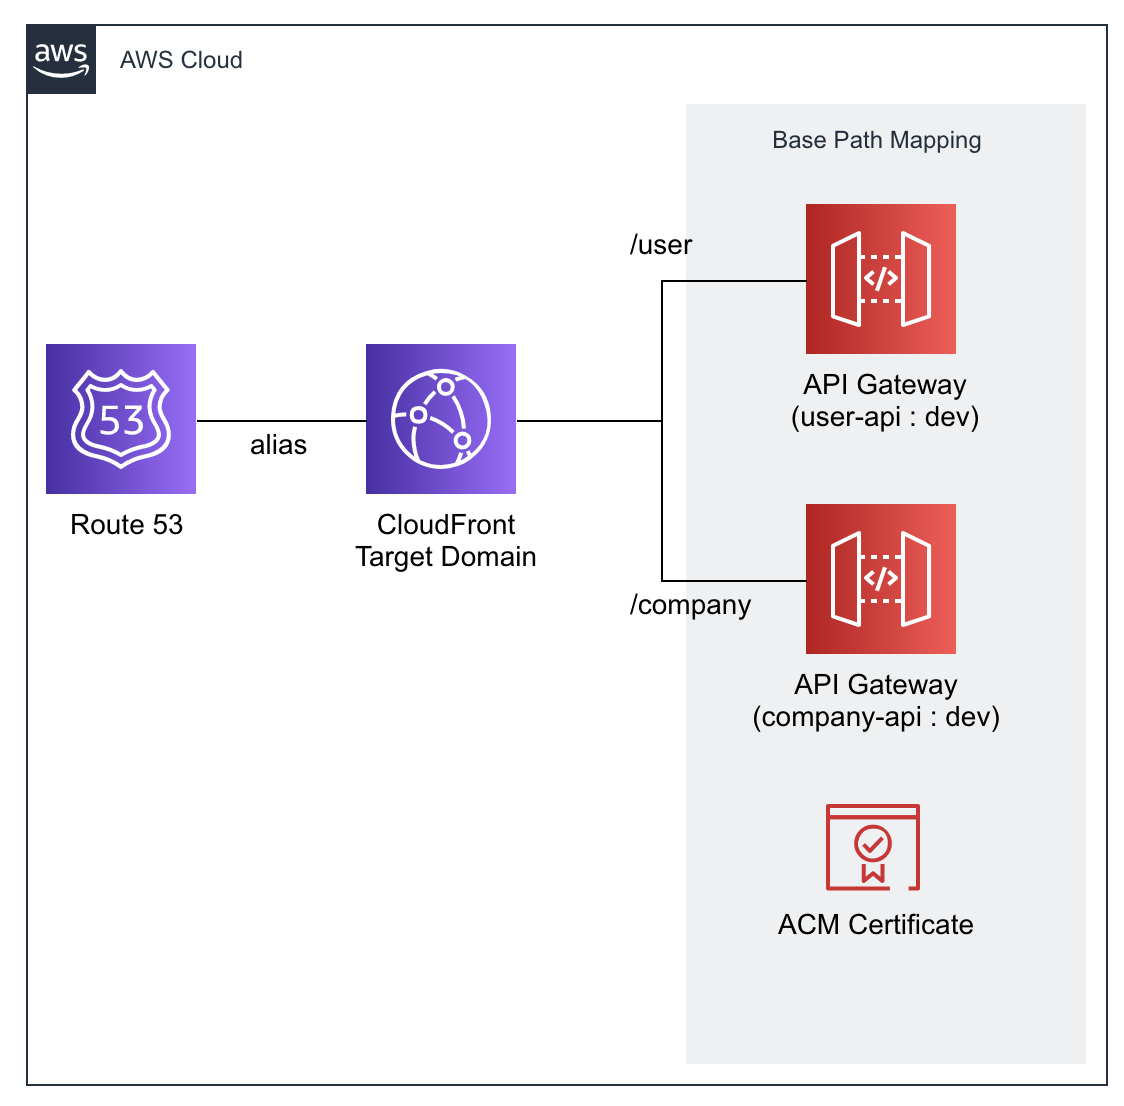 aws
AWS Cloud
Base Path Mapping
/user
API Gateway
(user-api : dev)
53
alias
Route 53
CloudFront
Target Domain
/company
API Gateway
(company-api : dev)
ACM Certificate